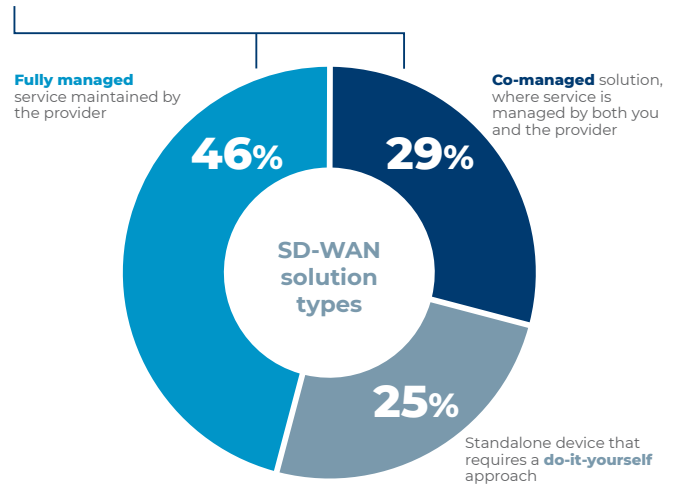 Fully managed
service maintained by
the provider
Co-managed solution,
where service is
managed by both you
and the provider
46%
29%
SD-WAN
solution
types
25%
Standalone device that
requires a do-it-yourself
approach